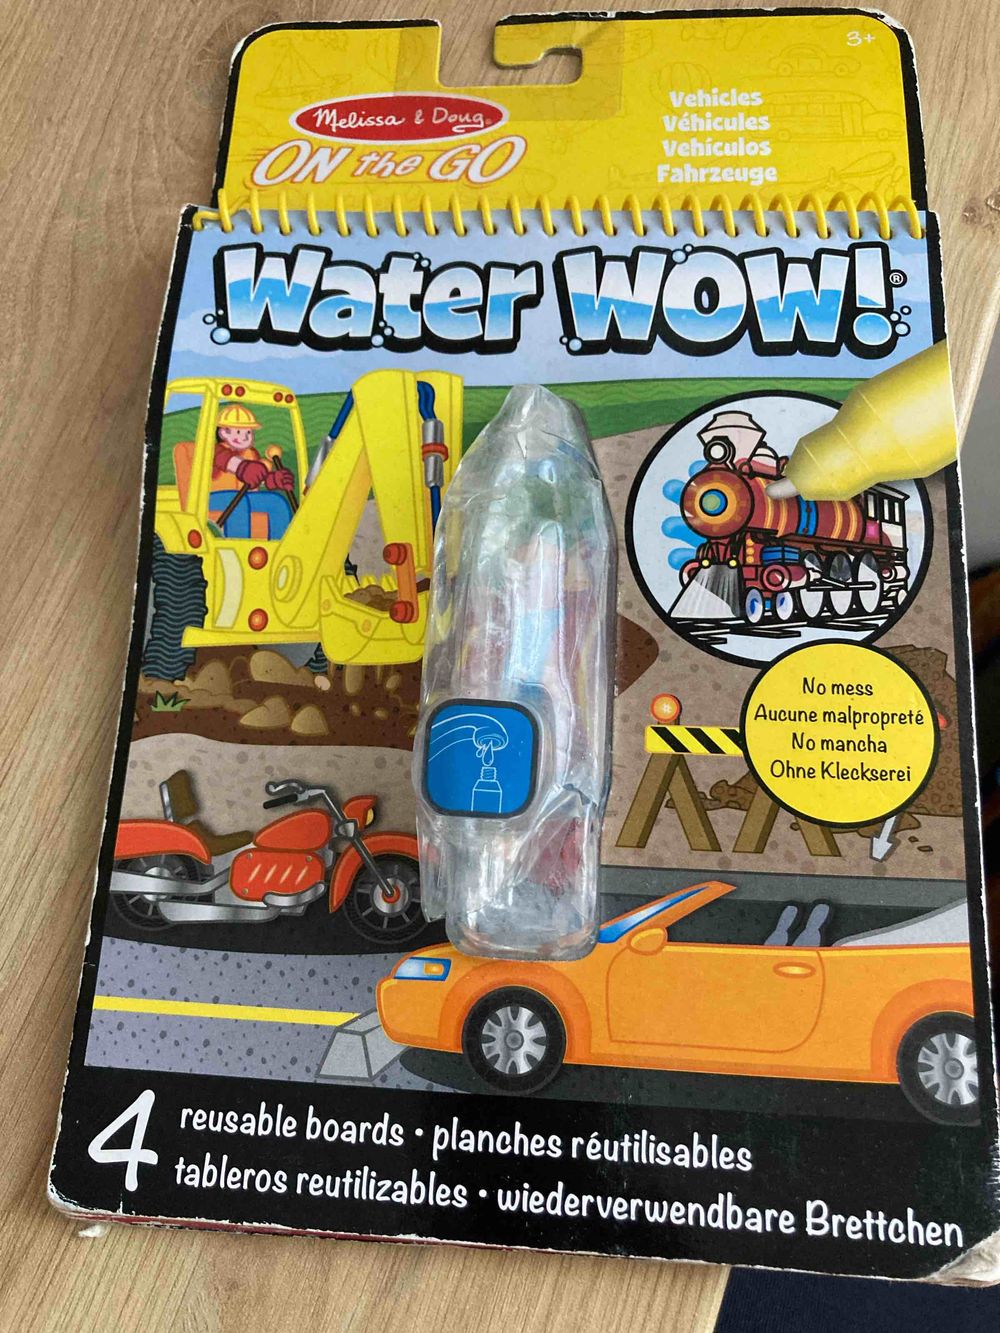 3+
Melissa & Doug®
ON the GO
Vehicles
Véhicules
Vehículos
Fahrzeuge
Water WOW!®
No mess
Aucune malpropreté
No mancha
Ohne Kleckserei
4 reusable boards • planches réutilisables
tableros reutilizables • wiederverwendbare Brettchen